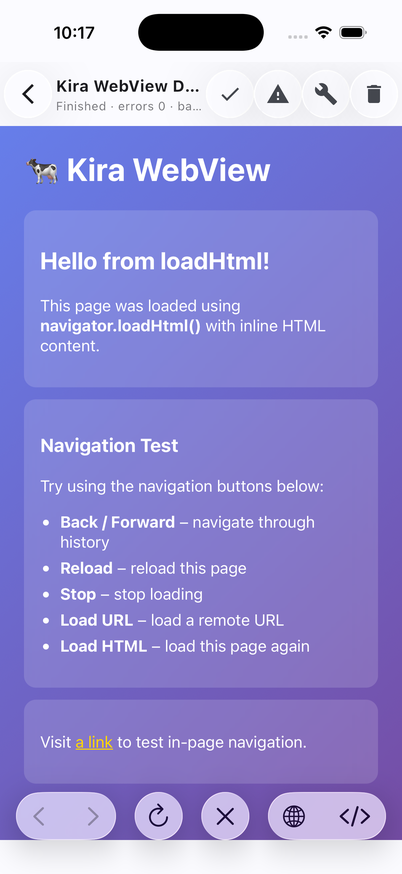 10:17
Kira WebView D...
Finished · errors 0 · ba...
🐄 Kira WebView
Hello from loadHtml!
This page was loaded using
navigator.loadHtml() with inline HTML
content.
Navigation Test
Try using the navigation buttons below:
• Back / Forward – navigate through
history
• Reload – reload this page
• Stop – stop loading
• Load URL – load a remote URL
• Load HTML – load this page again
Visit a link to test in-page navigation.